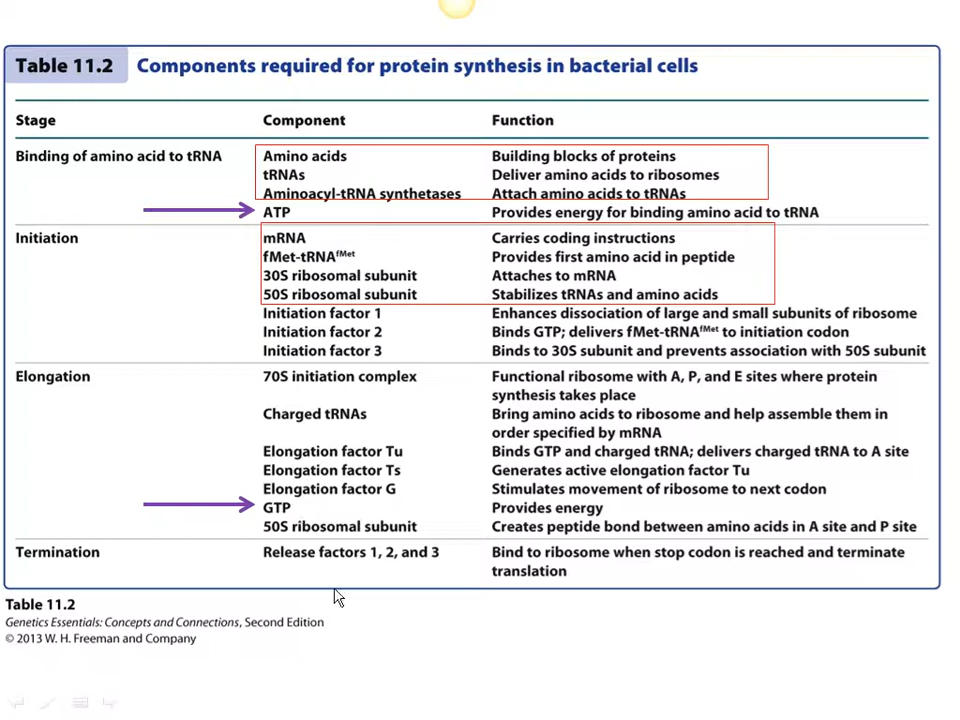 Table 11.2 Components required for protein synthesis in bacterial cells
Stage Component Function
Binding of amino acid to tRNA Amino acids Building blocks of proteins
tRNAs Deliver amino acids to ribosomes
Aminoacyl-tRNA synthetases Attach amino acids to tRNAs
ATP Provides energy for binding amino acid to tRNA
Initiation mRNA Carries coding instructions
fMet-tRNAfMet Provides first amino acid in peptide
30S ribosomal subunit Attaches to mRNA
50S ribosomal subunit Stabilizes tRNAs and amino acids
Initiation factor 1 Enhances dissociation of large and small subunits of ribosome
Initiation factor 2 Binds GTP; delivers fMet-tRNAfMet to initiation codon
Initiation factor 3 Binds to 30S subunit and prevents association with 50S subunit
Elongation 70S initiation complex Functional ribosome with A, P, and E sites where protein
synthesis takes place
Charged tRNAs Bring amino acids to ribosome and help assemble them in
order specified by mRNA
Elongation factor Tu Binds GTP and charged tRNA; delivers charged tRNA to A site
Elongation factor Ts Generates active elongation factor Tu
Elongation factor G Stimulates movement of ribosome to next codon
GTP Provides energy
50S ribosomal subunit Creates peptide bond between amino acids in A site and P site
Termination Release factors 1, 2, and 3 Bind to ribosome when stop codon is reached and terminate
translation
Table 11.2
Genetics Essentials: Concepts and Connections, Second Edition
© 2013 W. H. Freeman and Company